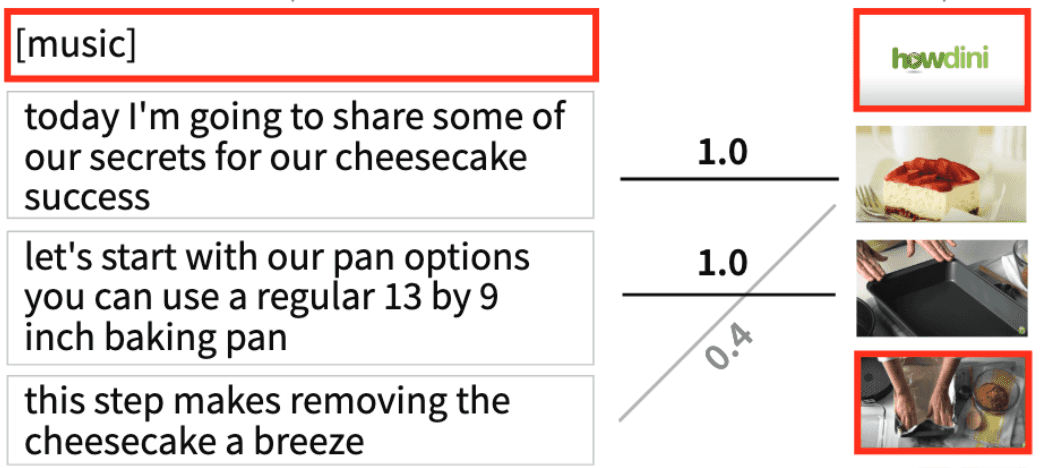 [music]
howdini
today I'm going to share some of
our secrets for our cheesecake
success
1.0
let's start with our pan options
you can use a regular 13 by 9
inch baking pan
1.0
0.4
this step makes removing the
cheesecake a breeze